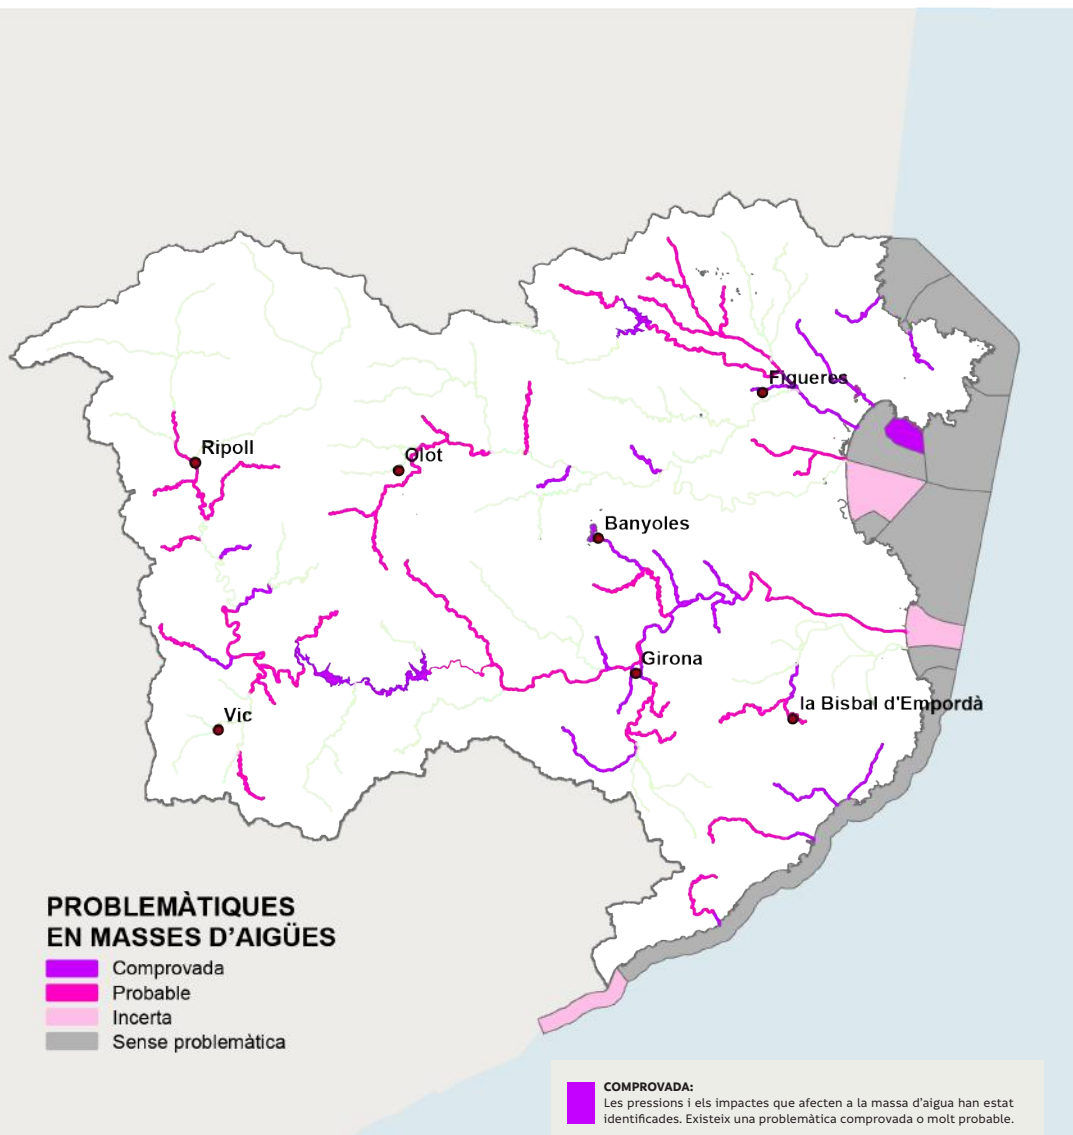 Figueres
Ripoll
Olot
Banyoles
Girona
la Bisbal d'Empordà
Vic
PROBLEMÀTIQUES
EN MASSES D'AIGÜES
Comprovada
Probable
Incerta
Sense problemàtica
COMPROVADA:
Les pressions i els impactes que afecten a la massa d'aigua han estat
identificades. Existeix una problemàtica comprovada o molt probable.